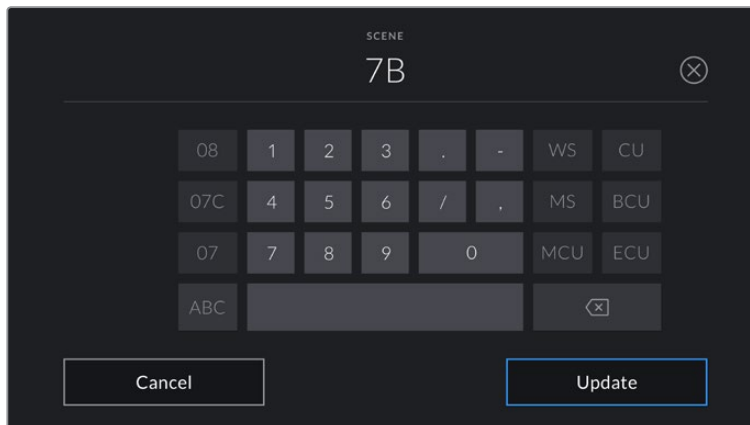 SCENE
7B
08 1 2 3 . - WS CU
07C 4 5 6 / , MS BCU
07 7 8 9 0 MCU ECU
ABC
Cancel Update